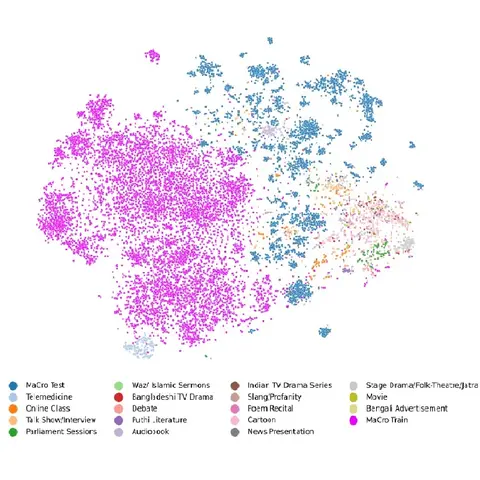 MaCro Test
Telemedicine
Online Class
Talk Show/Interview
Parliament Sessions
Waz/ Islamic Sermons
Bangladeshi TV Drama
Debate
Puthi Literature
Audiobook
Indian TV Drama Series
Slang/Profanity
Poem Recital
Cartoon
News Presentation
Stage Drama/Folk-Theatre/Jatra
Movie
Bengali Advertisement
MaCro Train